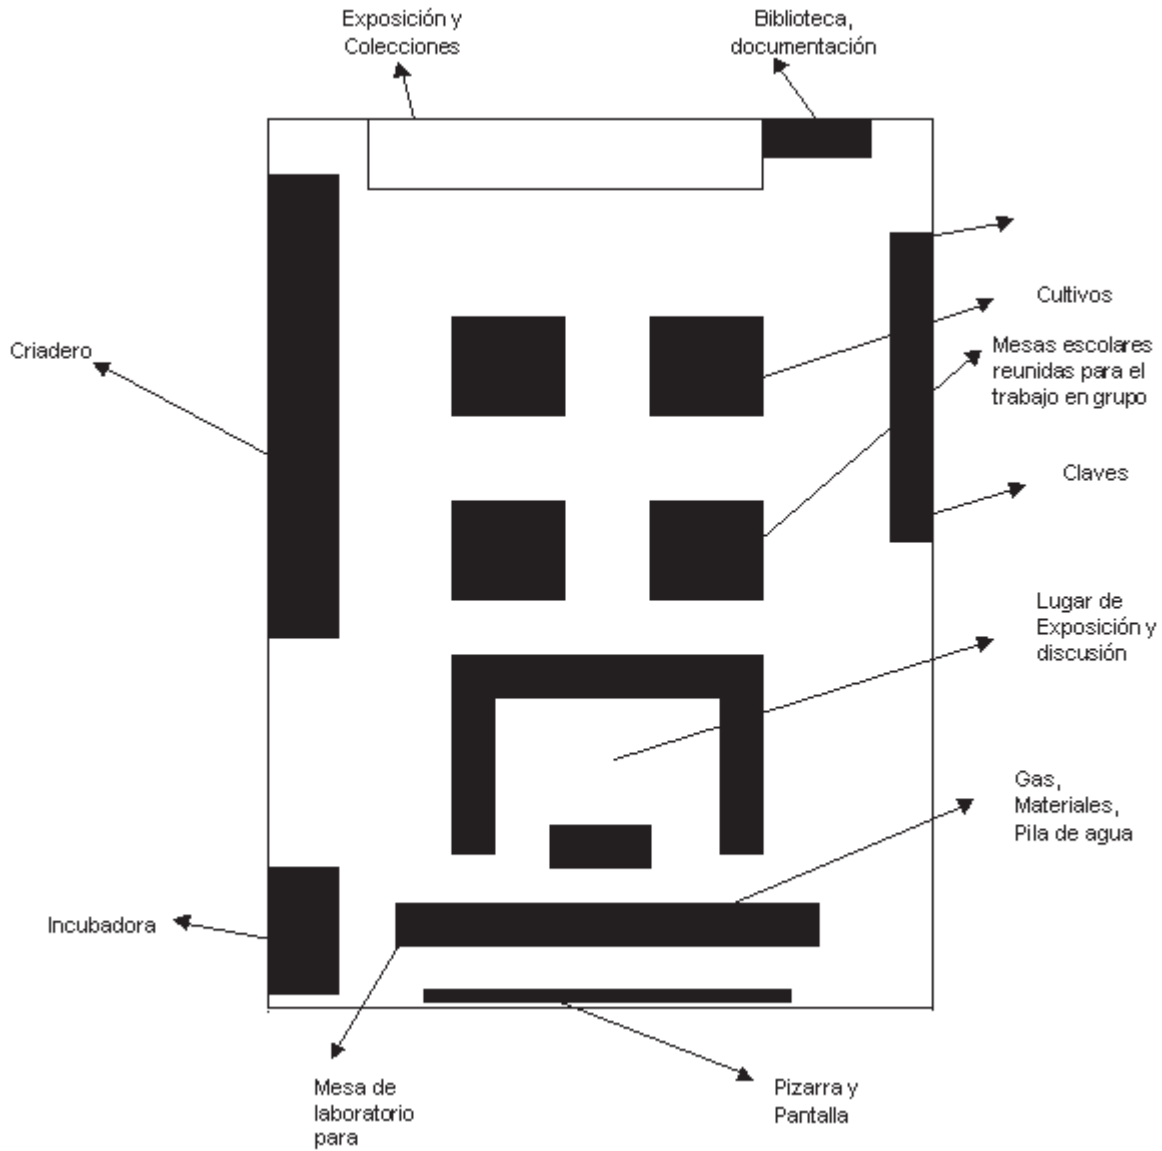 Exposición y
Colecciones
Biblioteca,
documentación
Cultivos
Criadero
Mesas escolares
reunidas para el
trabajo en grupo
Claves
Lugar de
Exposición y
discusión
Gas,
Materiales,
Pila de agua
Incubadora
Mesa de
laboratorio
para
Pizarra y
Pantalla